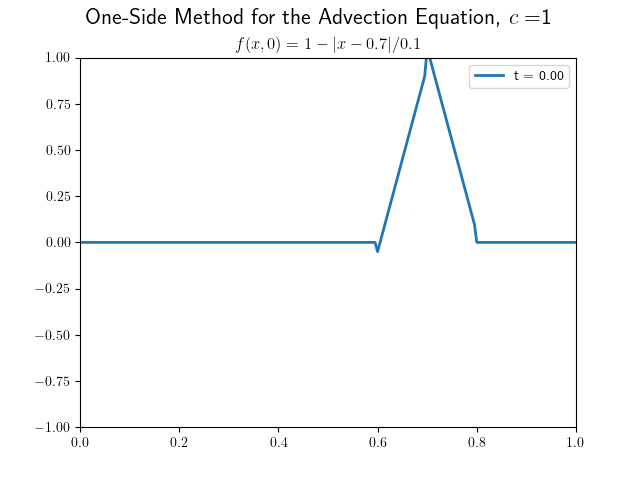 One-Side Method for the Advection Equation, c =1
f(x, 0) = 1 − |x − 0.7|/0.1
t = 0.00
1.00
0.75
0.50
0.25
0.00
−0.25
−0.50
−0.75
−1.00
0.0 0.2 0.4 0.6 0.8 1.0